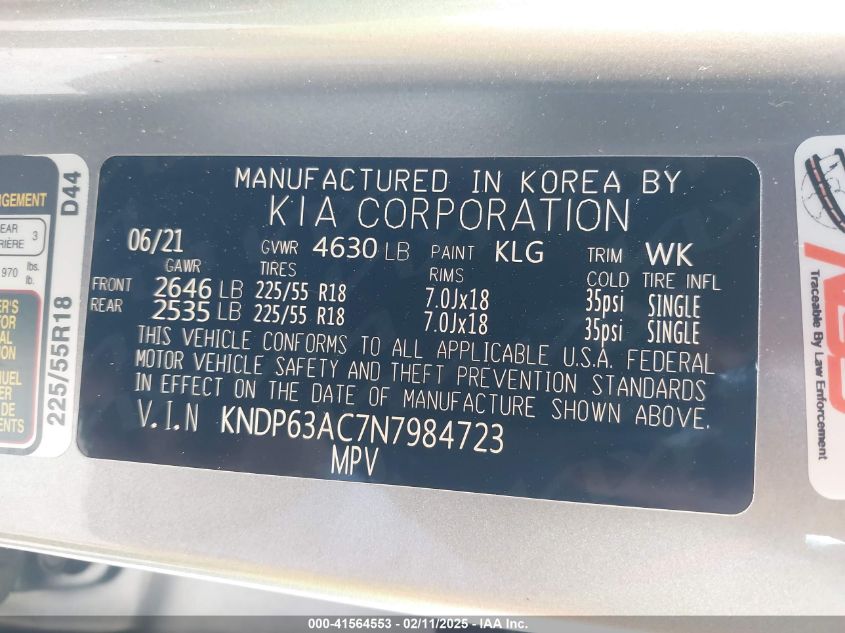 MANUFACTURED IN KOREA BY
KIA CORPORATION
06/21 GVWR 4630 LB PAINT KLG TRIM WK
GAWR TIRES RIMS COLD TIRE INFL
FRONT 2646 LB 225/55 R18 7.0Jx18 35psi SINGLE
REAR 2535 LB 225/55 R18 7.0Jx18 35psi SINGLE
THIS VEHICLE CONFORMS TO ALL APPLICABLE U.S.A. FEDERAL
MOTOR VEHICLE SAFETY AND THEFT PREVENTION STANDARDS
IN EFFECT ON THE DATE OF MANUFACTURE SHOWN ABOVE.
V.I.N KNDP63AC7N7984723
MPV
3
970 lbs.
lb.
225/55R18 D44
Traceable By Law Enforcement
000-41564553 - 02/11/2025 - IAA Inc.